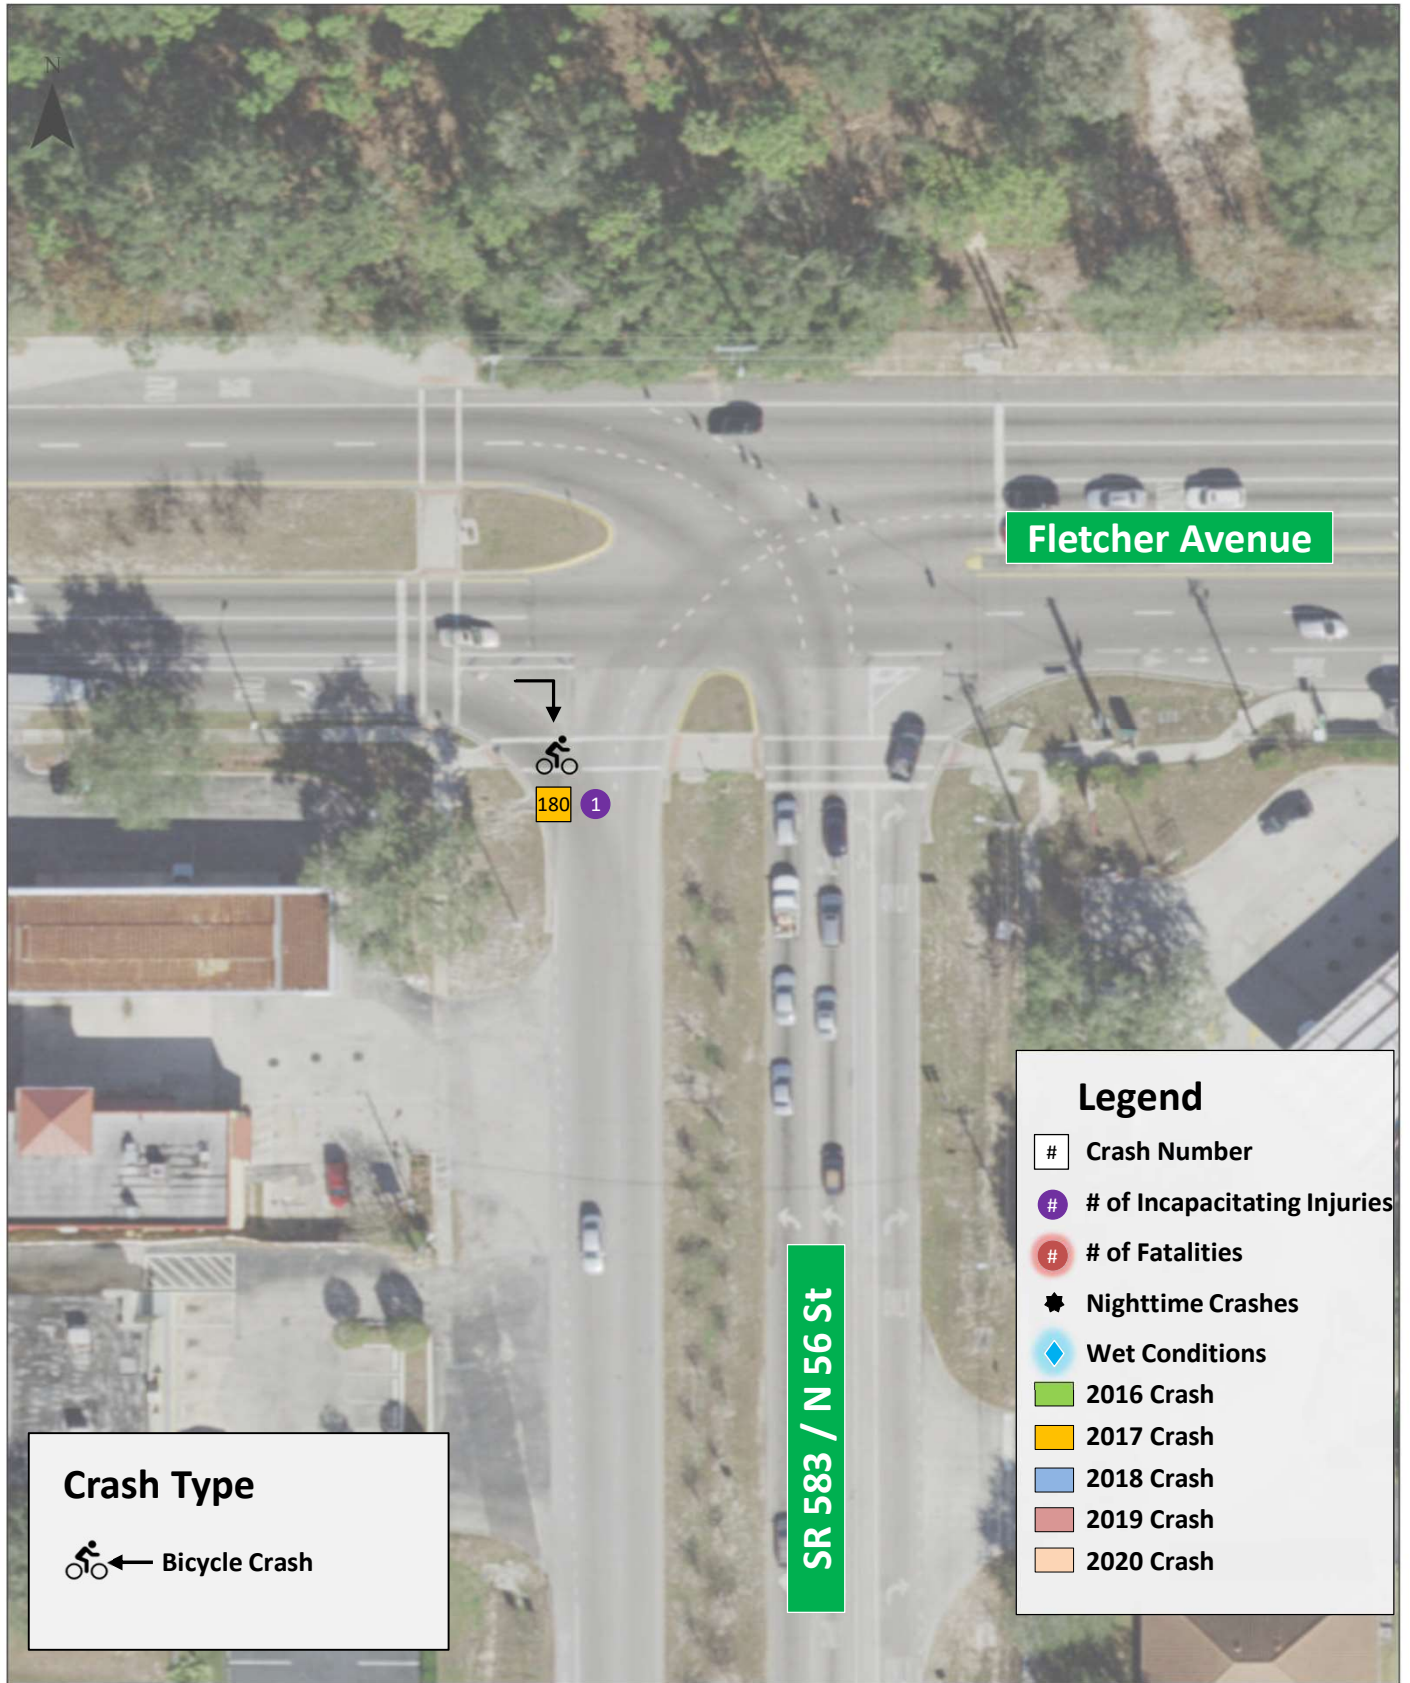 N
Fletcher Avenue
180 1
SR 583 / N 56 St
Legend
# Crash Number
# # of Incapacitating Injuries
# # of Fatalities
Nighttime Crashes
Wet Conditions
2016 Crash
2017 Crash
2018 Crash
2019 Crash
2020 Crash
Crash Type
Bicycle Crash